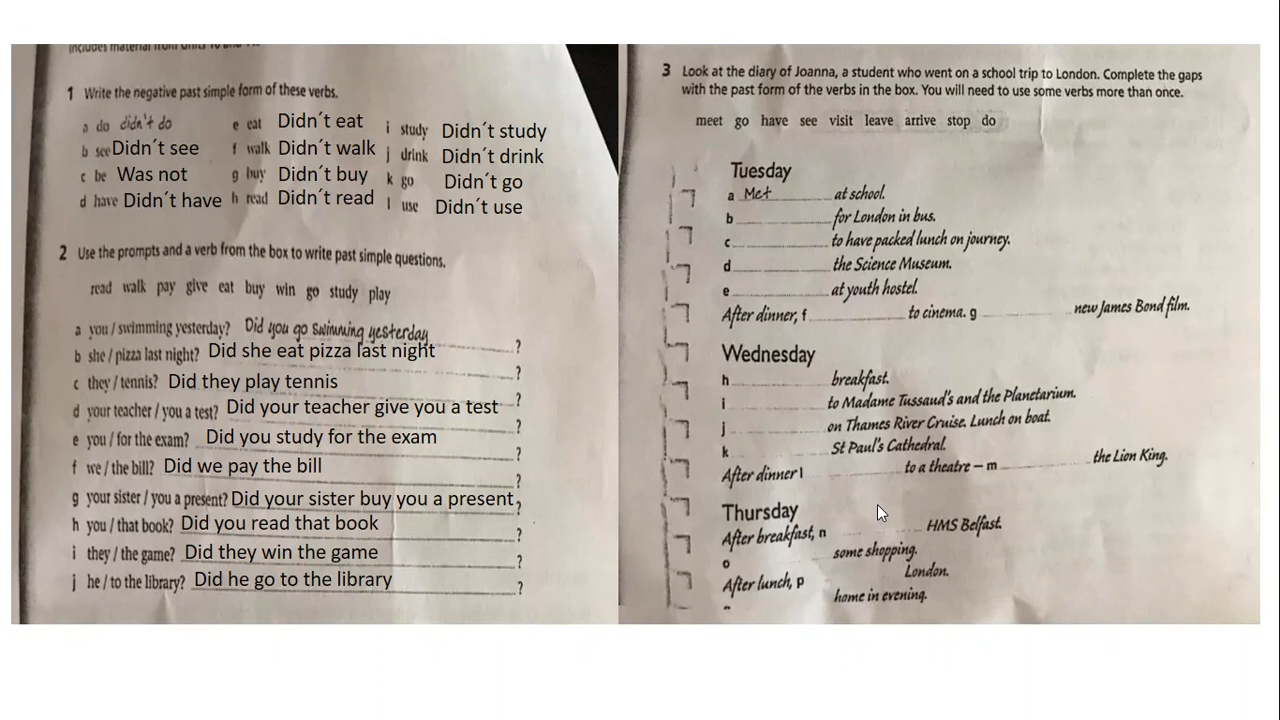 includes material from Units 10 and
1 Write the negative past simple form of these verbs.
a do didn't do e eat Didn´t eat i study Didn´t study
b see Didn´t see f walk Didn´t walk j drink Didn´t drink
c be Was not g buy Didn´t buy k go Didn´t go
d have Didn´t have h read Didn´t read l use Didn´t use
2 Use the prompts and a verb from the box to write past simple questions.
read walk pay give eat buy win go study play
a you / swimming yesterday? Did you go swimming yesterday ?
b she / pizza last night? Did she eat pizza last night ?
c they / tennis? Did they play tennis ?
d your teacher / you a test? Did your teacher give you a test ?
e you / for the exam? Did you study for the exam ?
f we / the bill? Did we pay the bill ?
g your sister / you a present? Did your sister buy you a present ?
h you / that book? Did you read that book ?
i they / the game? Did they win the game ?
j he / to the library? Did he go to the library ?
3 Look at the diary of Joanna, a student who went on a school trip to London. Complete the gaps
with the past form of the verbs in the box. You will need to use some verbs more than once.
meet go have see visit leave arrive stop do
Tuesday
a Met at school.
b for London in bus.
c to have packed lunch on journey.
d the Science Museum.
e at youth hostel.
After dinner, f to cinema. g new James Bond film.
Wednesday
h breakfast.
i to Madame Tussaud's and the Planetarium.
j on Thames River Cruise. Lunch on boat.
k St Paul's Cathedral.
After dinner l to a theatre – m the Lion King.
Thursday
After breakfast, n HMS Belfast.
o some shopping.
After lunch, p London.
home in evening.